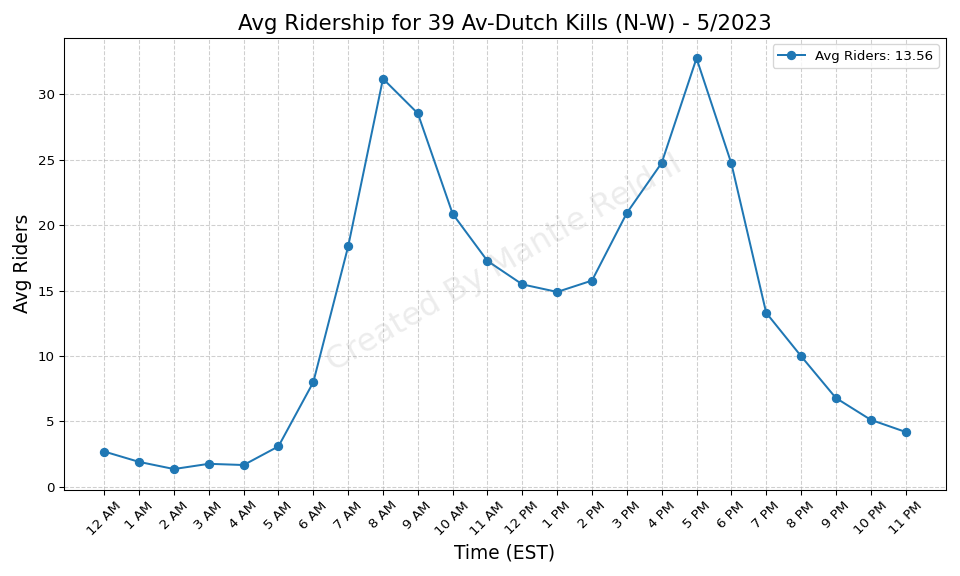 Avg Ridership for 39 Av-Dutch Kills (N-W) - 5/2023
Avg Riders: 13.56
Avg Riders
30
25
20
15
10
5
0
Created By Mantie Reid II
12 AM
1 AM
2 AM
3 AM
4 AM
5 AM
6 AM
7 AM
8 AM
9 AM
10 AM
11 AM
12 PM
1 PM
2 PM
3 PM
4 PM
5 PM
6 PM
7 PM
8 PM
9 PM
10 PM
11 PM
Time (EST)